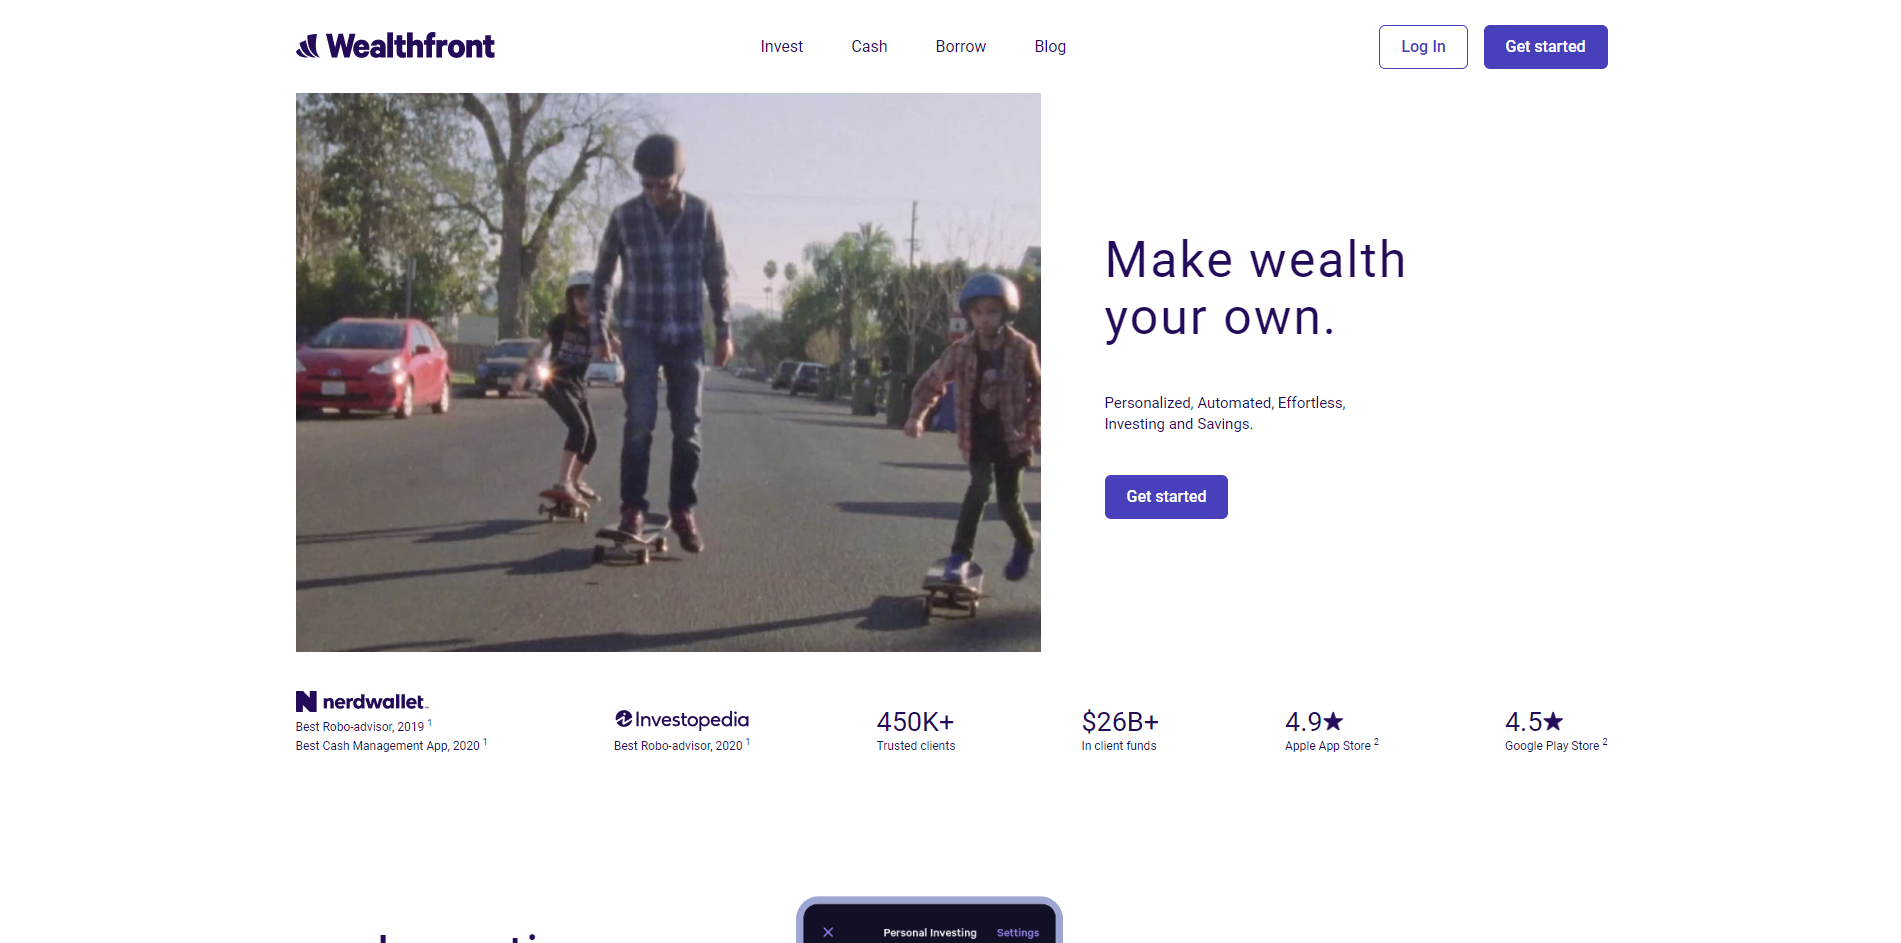 Wealthfront
Invest
Cash
Borrow
Blog
Log In
Get started
Make wealth
your own.
Personalized, Automated, Effortless,
Investing and Savings.
Get started
nerdwallet
Best Robo-advisor, 2019 1
Best Cash Management App, 2020 1
Investopedia
Best Robo-advisor, 2020 1
450K+
Trusted clients
$26B+
In client funds
4.9★
Apple App Store 2
4.5★
Google Play Store 2
Personal Investing
Settings